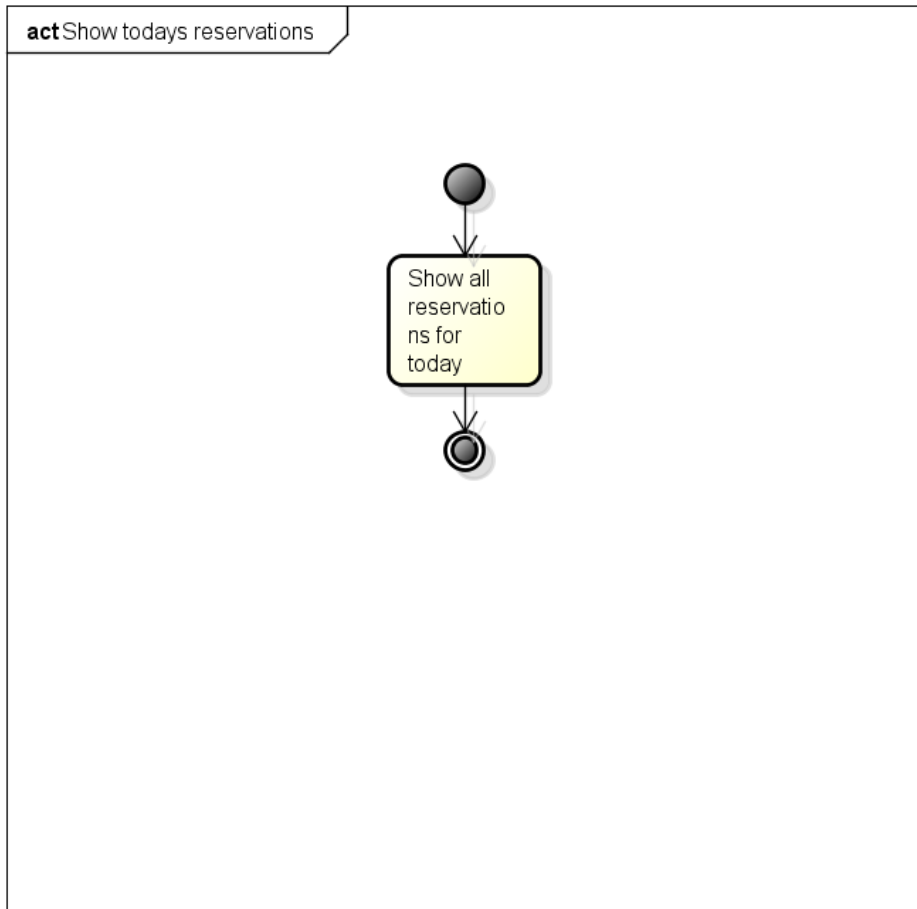 act Show todays reservations
Show all
reservatio
ns for
today